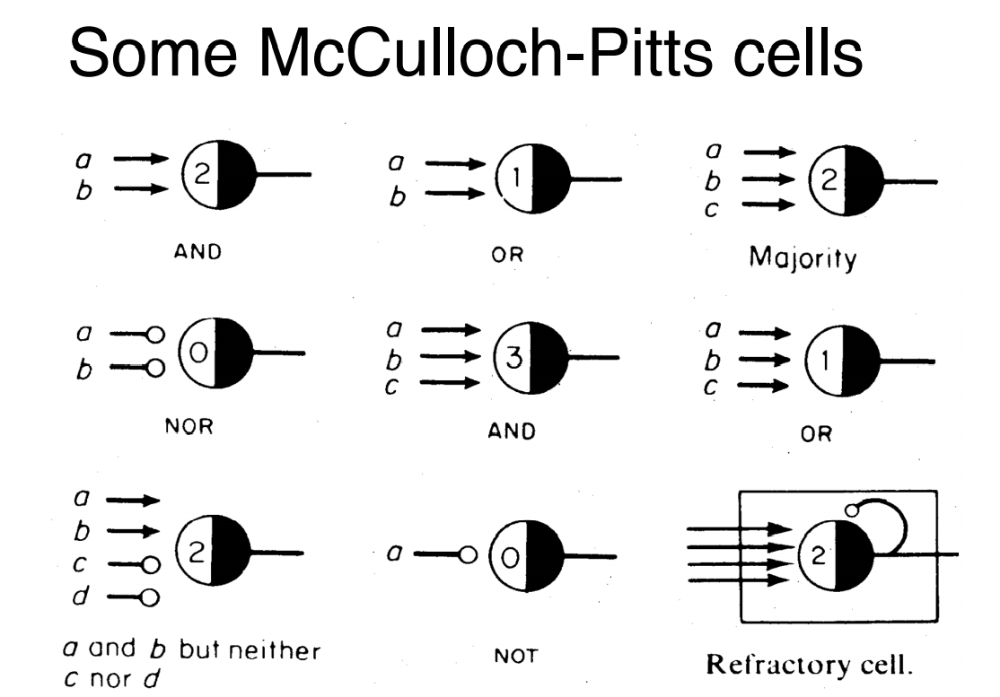 Some McCulloch-Pitts cells
a
b
2
AND
a
b
1
OR
a
b
c
2
Majority
a
b
0
NOR
a
b
c
3
AND
a
b
c
1
OR
a
b
c
d
2
a and b but neither
c nor d
a
0
NOT
2
Refractory cell.